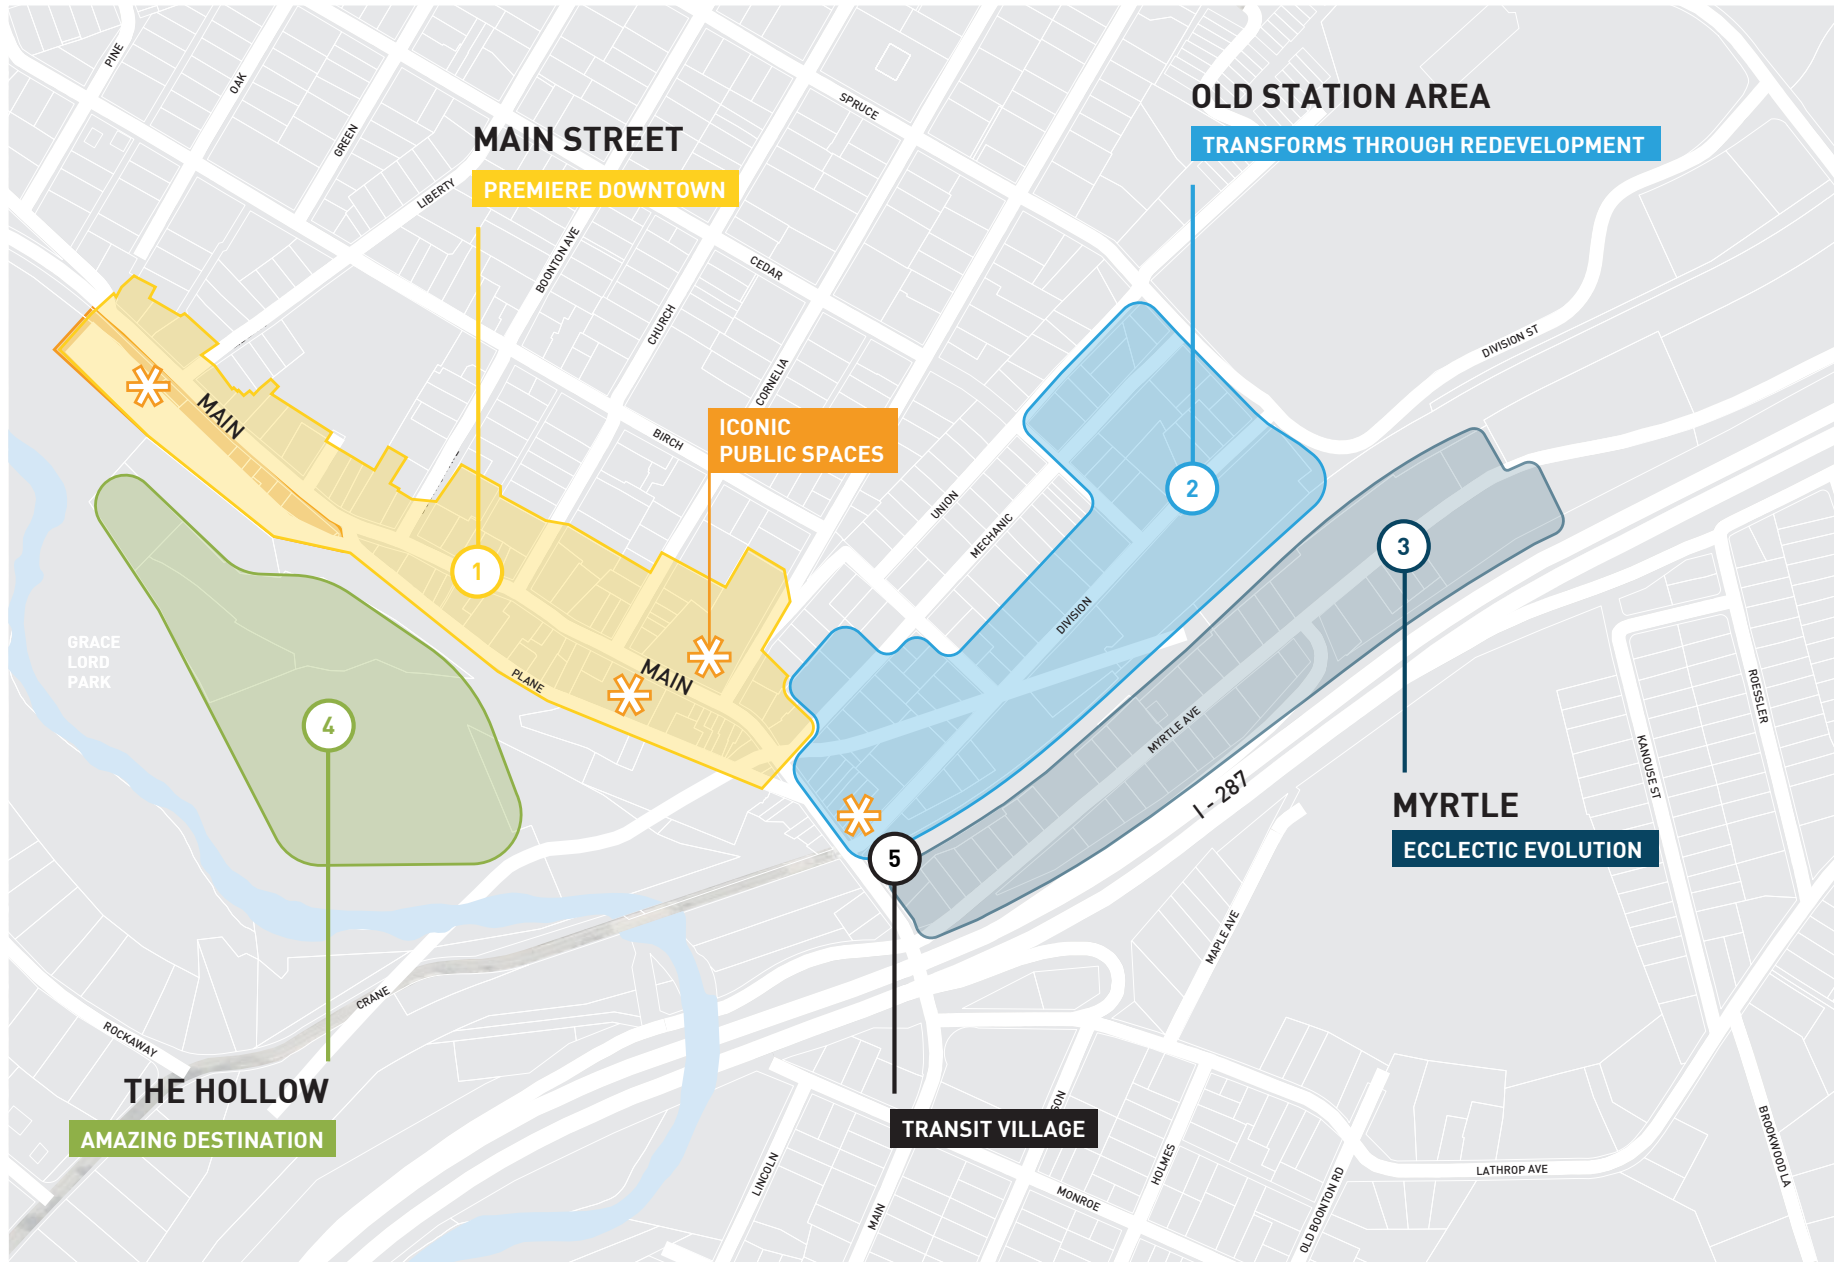 PINE
OAK
GREEN
LIBERTY
SPRUCE
MAIN STREET
PREMIERE DOWNTOWN
OLD STATION AREA
TRANSFORMS THROUGH REDEVELOPMENT
BOONTON AVE
CEDAR
CHURCH
CORNELIA
DIVISION ST
MAIN
ICONIC
PUBLIC SPACES
BIRCH
UNION
MECHANIC
2
3
1
DIVISION
GRACE
LORD
PARK
PLANE
MAIN
4
MYRTLE AVE
ROESSLER
KANOUSE ST
I - 287
MYRTLE
ECCLECTIC EVOLUTION
5
MAPLE AVE
CRANE
ROCKAWAY
THE HOLLOW
AMAZING DESTINATION
SON
TRANSIT VILLAGE
LINCOLN
HOLMES
LATHROP AVE
BROOKWOOD LA
MONROE
MAIN
OLD BOONTON RD